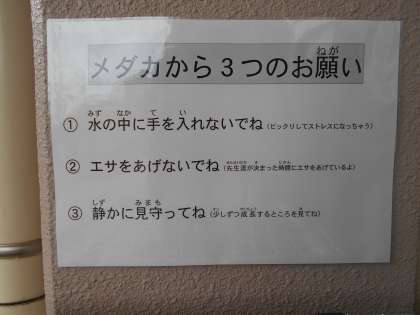 メダカから3つのお願い
① 水の中に手を入れないでね（ビックリしてストレスになっちゃう）
② エサをあげないでね（先生達が決まった時間にエサをあげているよ）
③ 静かに見守ってね（少しずつ成長するところを見てね）